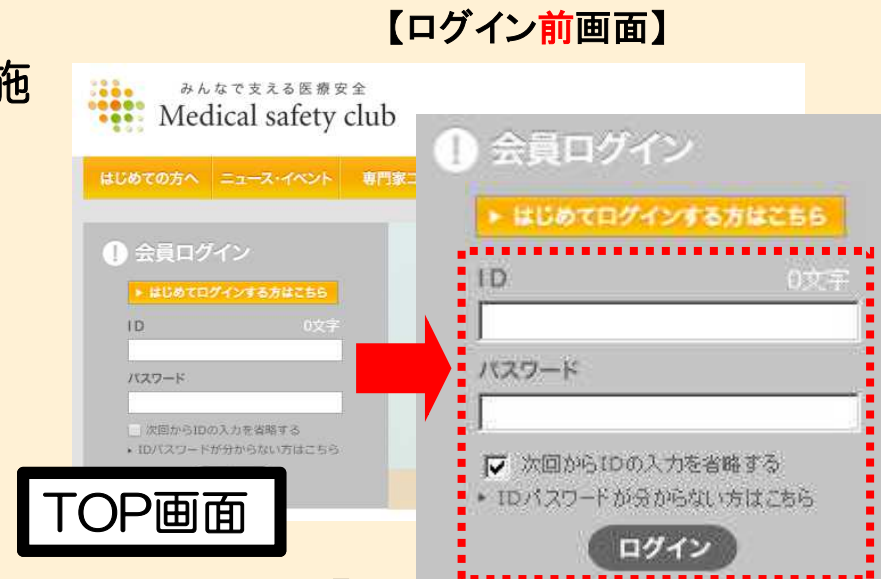 【ログイン前画面】
施
みんなで支える医療安全
Medical safety club
はじめての方へ
ニュース・イベント
専門家コ
会員ログイン
はじめてログインする方はこちら
ID
0文字
パスワード
次回からIDの入力を省略する
IDパスワードが分からない方はこちら
TOP画面
会員ログイン
はじめてログインする方はこちら
ID
0文字
パスワード
次回からIDの入力を省略する
IDパスワードが分からない方はこちら
ログイン